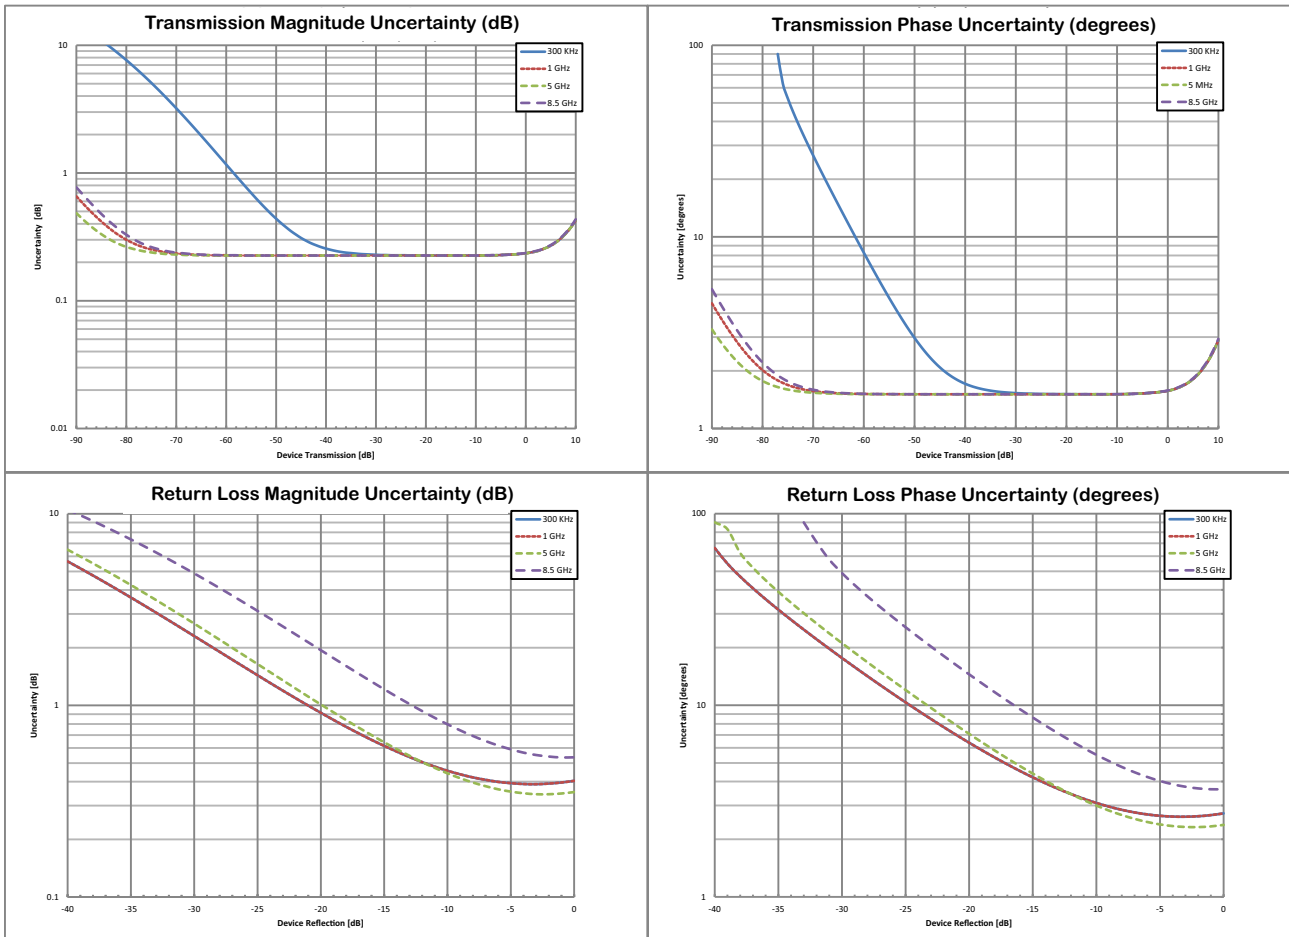 Transmission Magnitude Uncertainty (dB)
10
1
0.1
0.01
Uncertainty [dB]
300 KHz
1 GHz
5 GHz
8.5 GHz
-90 -80 -70 -60 -50 -40 -30 -20 -10 0 10
Device Transmission [dB]
Transmission Phase Uncertainty (degrees)
100
10
1
Uncertainty [degrees]
300 KHz
1 GHz
5 MHz
8.5 GHz
-90 -80 -70 -60 -50 -40 -30 -20 -10 0 10
Device Transmission [dB]
Return Loss Magnitude Uncertainty (dB)
10
1
0.1
Uncertainty [dB]
300 KHz
1 GHz
5 GHz
8.5 GHz
-40 -35 -30 -25 -20 -15 -10 -5 0
Device Reflection [dB]
Return Loss Phase Uncertainty (degrees)
100
10
1
Uncertainty [degrees]
300 KHz
1 GHz
5 GHz
8.5 GHz
-40 -35 -30 -25 -20 -15 -10 -5 0
Device Reflection [dB]